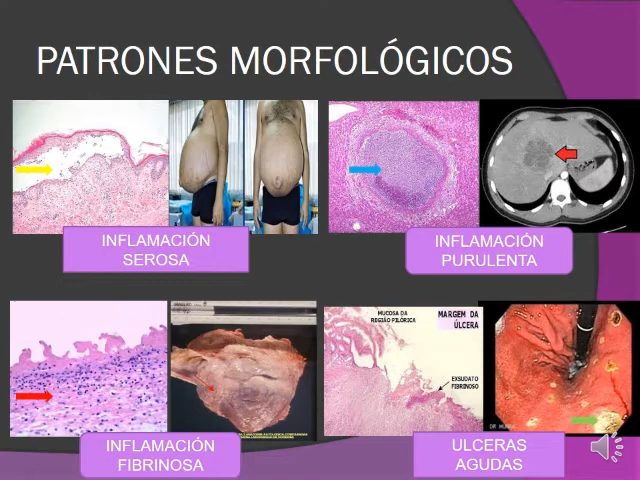 PATRONES MORFOLÓGICOS
INFLAMACIÓN
SEROSA
INFLAMACIÓN
PURULENTA
MUCOSA DA
REGIÃO PILÓRICA
MARGEM DA
ÚLCERA
EXSUDATO
FIBRINOSO
INFLAMACIÓN
FIBRINOSA
ULCERAS
AGUDAS